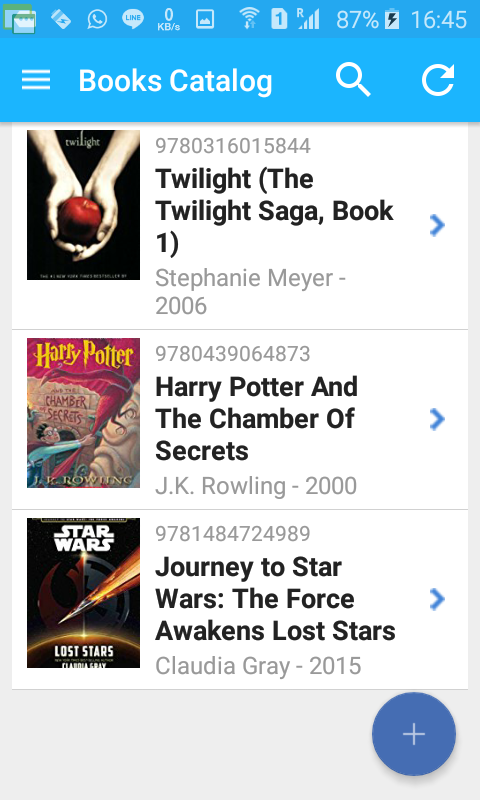 LINE 0 KB/s 1 R 87% 16:45
Books Catalog
twilight
THE #1 NEW YORK TIMES BESTSELLER BY
9780316015844
Twilight (The
Twilight Saga, Book
1)
Stephanie Meyer -
2006
Harry Potter
AND THE
CHAMBER OF
SECRETS
J.K. ROWLING
9780439064873
Harry Potter And
The Chamber Of
Secrets
J.K. Rowling - 2000
STAR
WARS
LOST STARS
CLAUDIA GRAY
9781484724989
Journey to Star
Wars: The Force
Awakens Lost Stars
Claudia Gray - 2015